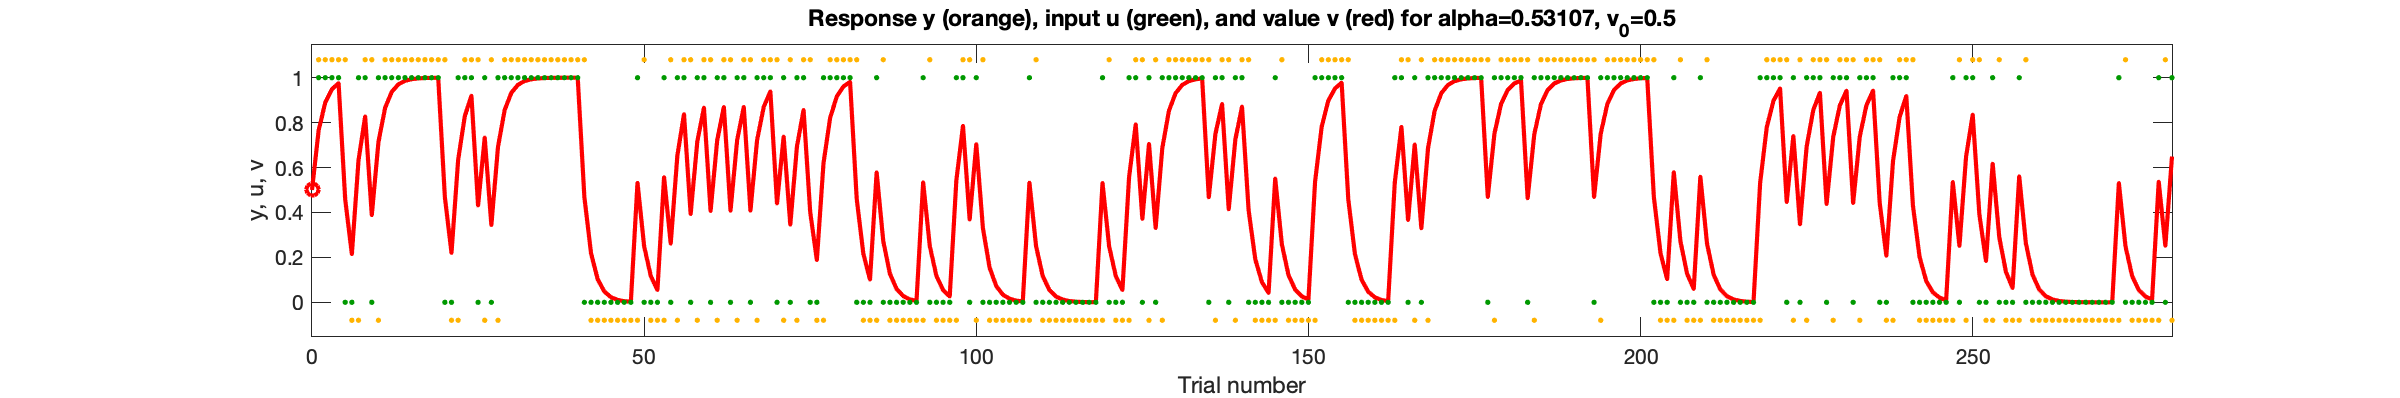 Response y (orange), input u (green), and value v (red) for alpha=0.53107, v_0=0.5
1
0.8
0.6
0.4
0.2
0
y, u, v
0 50 100 150 200 250
Trial number